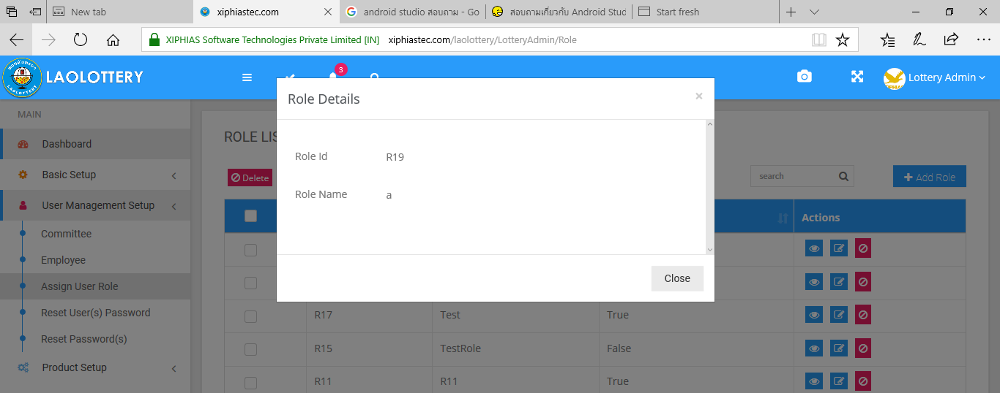 New tab
xiphiastec.com
android studio สอบถาม - Go
สอบถามเกี่ยวกับ Android Stud
Start fresh
XIPHIAS Software Technologies Private Limited [IN]
xiphiastec.com/laolottery/LotteryAdmin/Role
LAOLOTTERY
LAOLOTTERY
3
Lottery Admin
MAIN
Dashboard
Basic Setup
User Management Setup
Committee
Employee
Assign User Role
Reset User(s) Password
Reset Password(s)
Product Setup
ROLE LIS
Delete
search
Add Role
Actions
Role Details
Role Id R19
Role Name a
Close
R17 Test True
R15 TestRole False
R11 R11 True